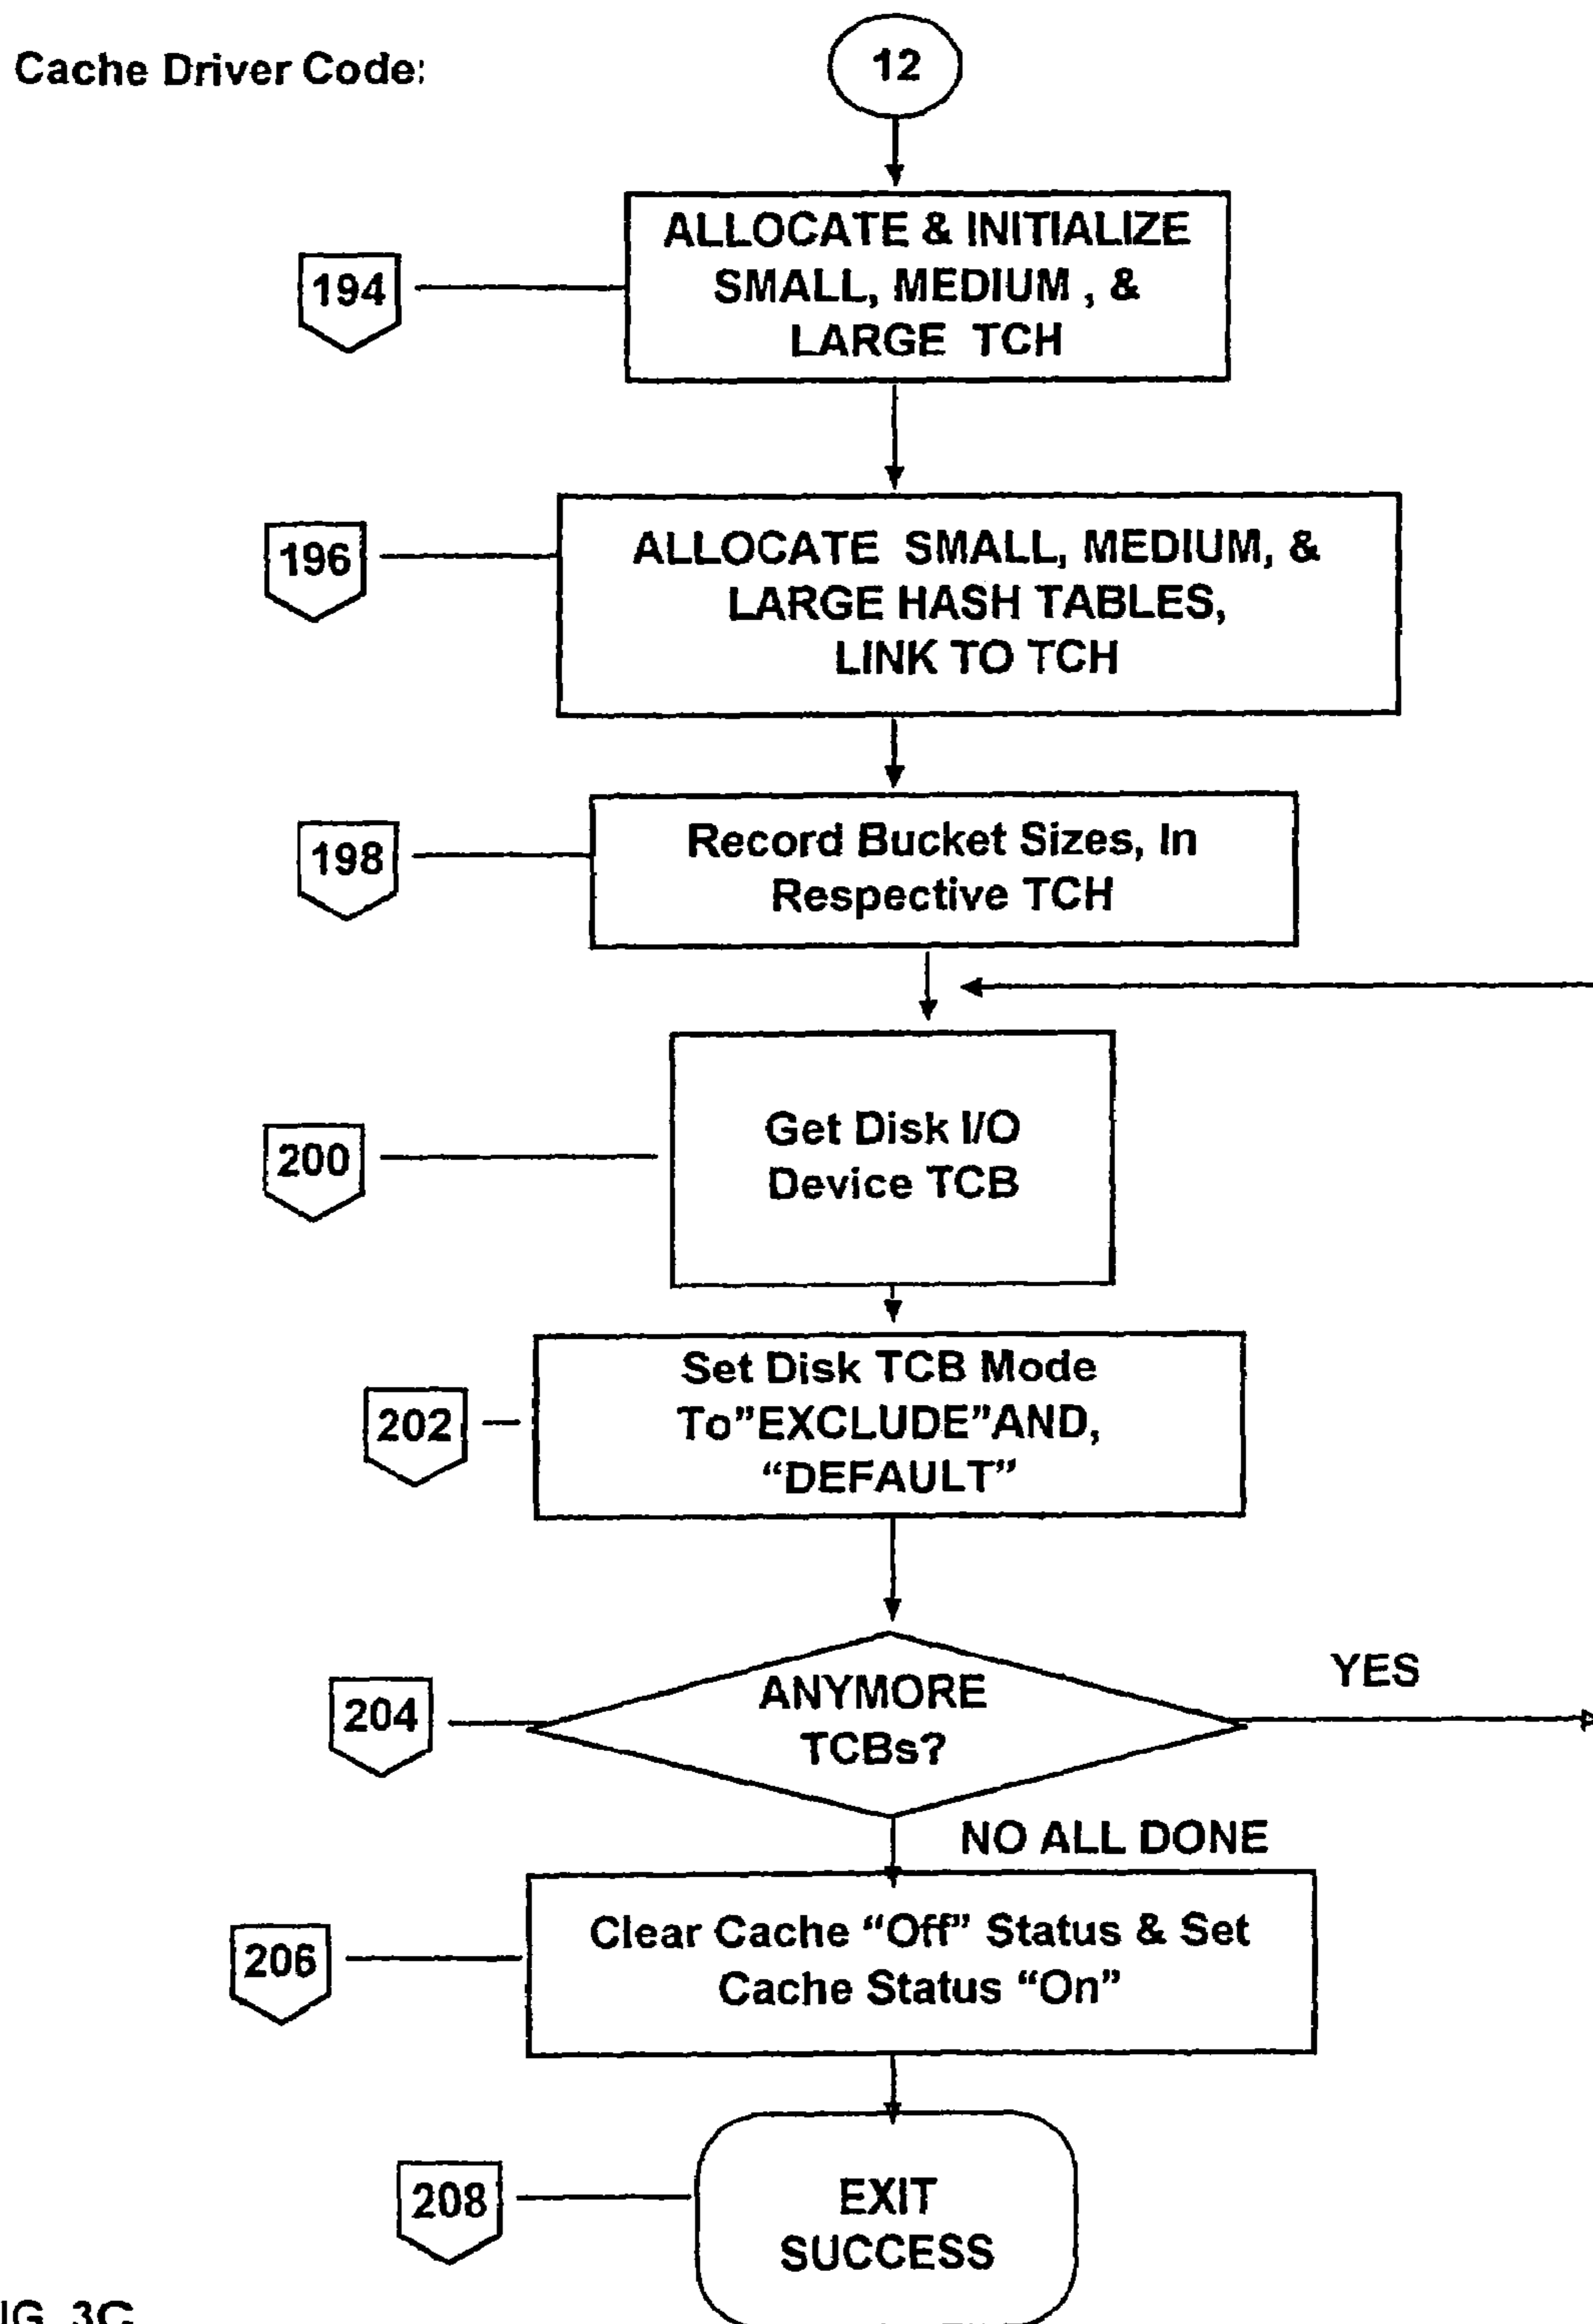 Cache Driver Code:
12
194
ALLOCATE & INITIALIZE
SMALL, MEDIUM , &
LARGE TCH
196
ALLOCATE SMALL, MEDIUM, &
LARGE HASH TABLES,
LINK TO TCH
198
Record Bucket Sizes, In
Respective TCH
200
Get Disk I/O
Device TCB
202
Set Disk TCB Mode
To”EXCLUDE”AND,
“DEFAULT”
204
ANYMORE
TCBs?
YES
NO ALL DONE
206
Clear Cache “Off” Status & Set
Cache Status “On”
208
EXIT
SUCCESS
IG. 3C